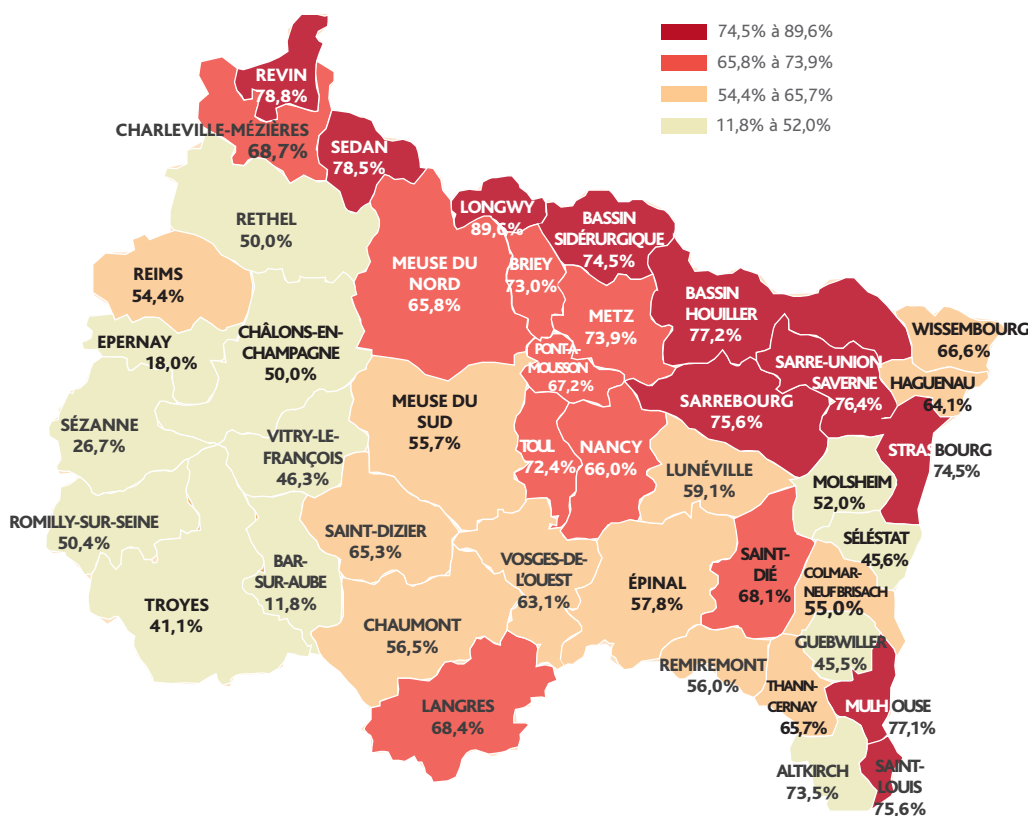 74,5% à 89,6%
65,8% à 73,9%
54,4% à 65,7%
11,8% à 52,0%
REVIN
78,8%
CHARLEVILLE-MÉZIÈRES
68,7%
SEDAN
78,5%
RETHEL
50,0%
REIMS
54,4%
EPERNAY
18,0%
CHÂLONS-EN-
CHAMPAGNE
50,0%
SÉZANNE
26,7%
VITRY-LE-
FRANÇOIS
46,3%
ROMILLY-SUR-SEINE
50,4%
BAR-
SUR-AUBE
11,8%
TROYES
41,1%
MEUSE DU
NORD
65,8%
LONGWY
89,6%
BRIEY
73,0%
BASSIN
SIDÉRURGIQUE
74,5%
METZ
73,9%
PONT-À-
MOUSSON
67,2%
MEUSE DU
SUD
55,7%
TOUL
72,4%
NANCY
66,0%
BASSIN
HOUILLER
77,2%
SARREBOURG
75,6%
SARRE-UNION
SAVERNE
76,4%
WISSEMBOURG
66,6%
HAGUENAU
64,1%
STRASBOURG
74,5%
LUNÉVILLE
59,1%
MOLSHEIM
52,0%
SÉLÉSTAT
45,6%
SAINT-DIZIER
65,3%
VOSGES-DE-
L'OUEST
63,1%
ÉPINAL
57,8%
SAINT-
DIÉ
68,1%
COLMAR-
NEUF BRISACH
55,0%
CHAUMONT
56,5%
LANGRES
68,4%
REMIREMONT
56,0%
GUEBWILLER
45,5%
THANN-
CERNAY
65,7%
MULHOUSE
77,1%
ALTKIRCH
73,5%
SAINT-
LOUIS
75,6%